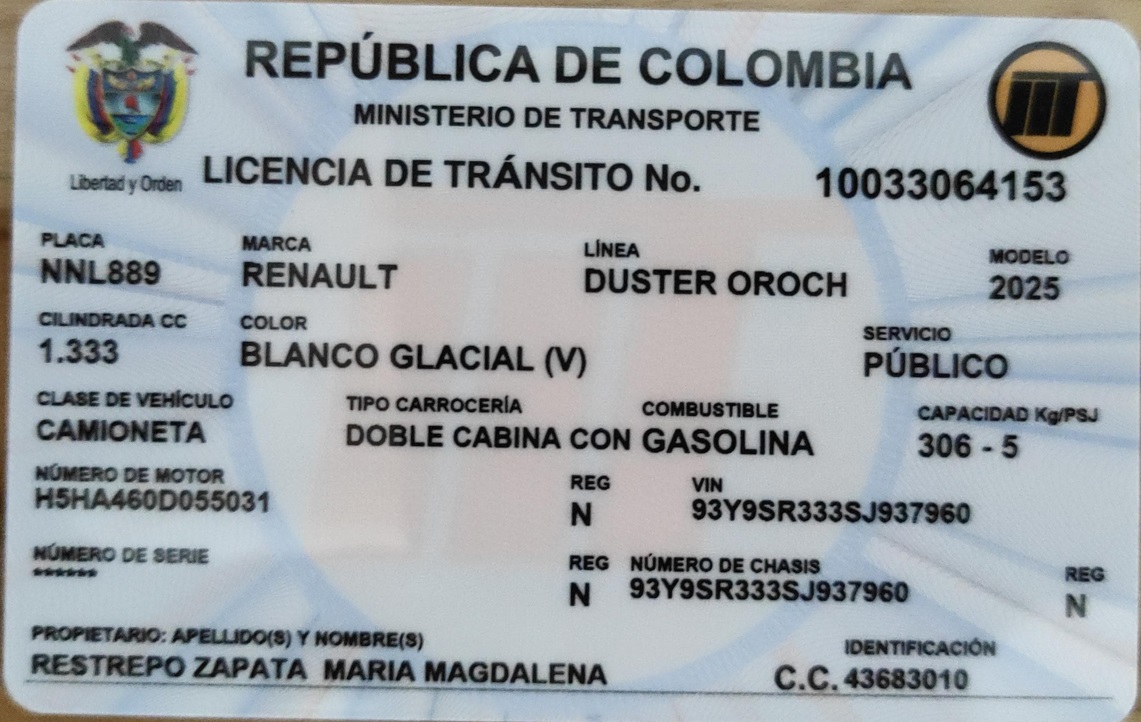 REPÚBLICA DE COLOMBIA
MINISTERIO DE TRANSPORTE
Libertad y Orden
LICENCIA DE TRÁNSITO No. 10033064153
PLACA MARCA LÍNEA MODELO
NNL889 RENAULT DUSTER OROCH 2025
CILINDRADA CC COLOR SERVICIO
1.333 BLANCO GLACIAL (V) PÚBLICO
CLASE DE VEHÍCULO TIPO CARROCERÍA COMBUSTIBLE CAPACIDAD Kg/PSJ
CAMIONETA DOBLE CABINA CON GASOLINA 306 - 5
NÚMERO DE MOTOR REG VIN
H5HA460D055031 N 93Y9SR333SJ937960
NÚMERO DE SERIE REG NÚMERO DE CHASIS REG
****** N 93Y9SR333SJ937960 N
PROPIETARIO: APELLIDO(S) Y NOMBRE(S) IDENTIFICACIÓN
RESTREPO ZAPATA MARIA MAGDALENA C.C. 43683010